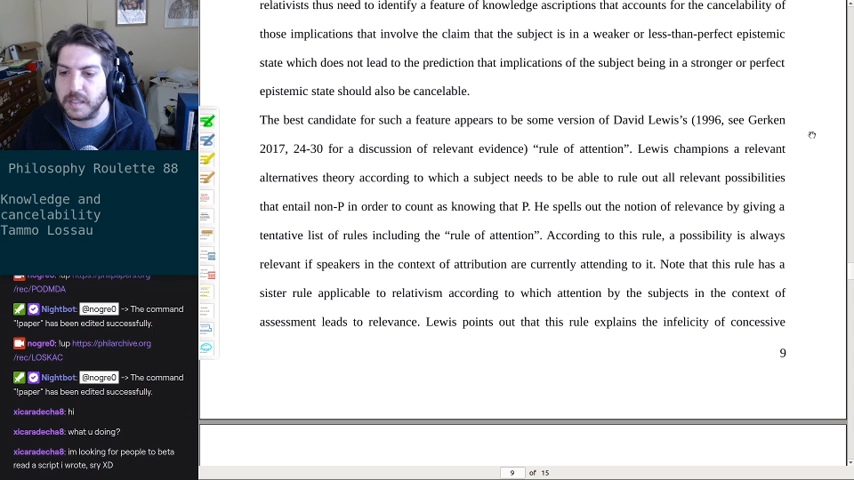 relativists thus need to identify a feature of knowledge ascriptions that accounts for the cancelability of
those implications that involve the claim that the subject is in a weaker or less-than-perfect epistemic
state which does not lead to the prediction that implications of the subject being in a stronger or perfect
epistemic state should also be cancelable.
The best candidate for such a feature appears to be some version of David Lewis's (1996, see Gerken
2017, 24-30 for a discussion of relevant evidence) “rule of attention”. Lewis champions a relevant
alternatives theory according to which a subject needs to be able to rule out all relevant possibilities
that entail non-P in order to count as knowing that P. He spells out the notion of relevance by giving a
tentative list of rules including the “rule of attention”. According to this rule, a possibility is always
relevant if speakers in the context of attribution are currently attending to it. Note that this rule has a
sister rule applicable to relativism according to which attention by the subjects in the context of
assessment leads to relevance. Lewis points out that this rule explains the infelicity of concessive
9
9 of 15
Philosophy Roulette 88
Knowledge and
cancelability
Tammo Lossau
nogre0: !up https://philpapers.org
/rec/PODMDA
Nightbot: @nogre0 -> The command
"!paper" has been edited successfully.
nogre0: !up https://philarchive.org
/rec/LOSKAC
Nightbot: @nogre0 -> The command
"!paper" has been edited successfully.
xicaradecha8: hi
xicaradecha8: what u doing?
xicaradecha8: im looking for people to beta
read a script i wrote, sry XD